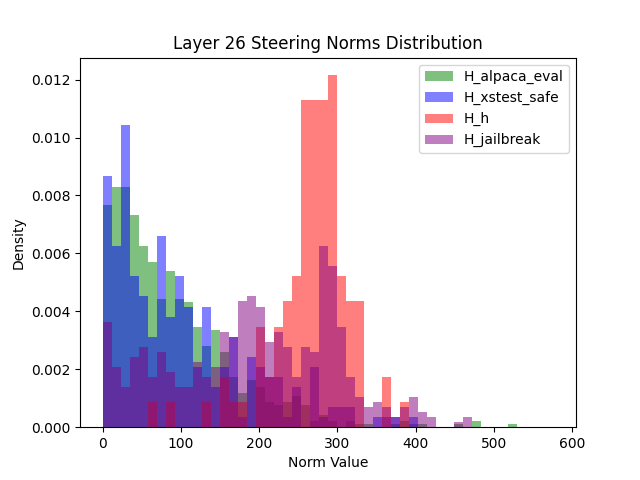 Layer 26 Steering Norms Distribution
H_alpaca_eval
H_xstest_safe
H_h
H_jailbreak
0.012
0.010
0.008
0.006
0.004
0.002
0.000
Density
0 100 200 300 400 500 600
Norm Value